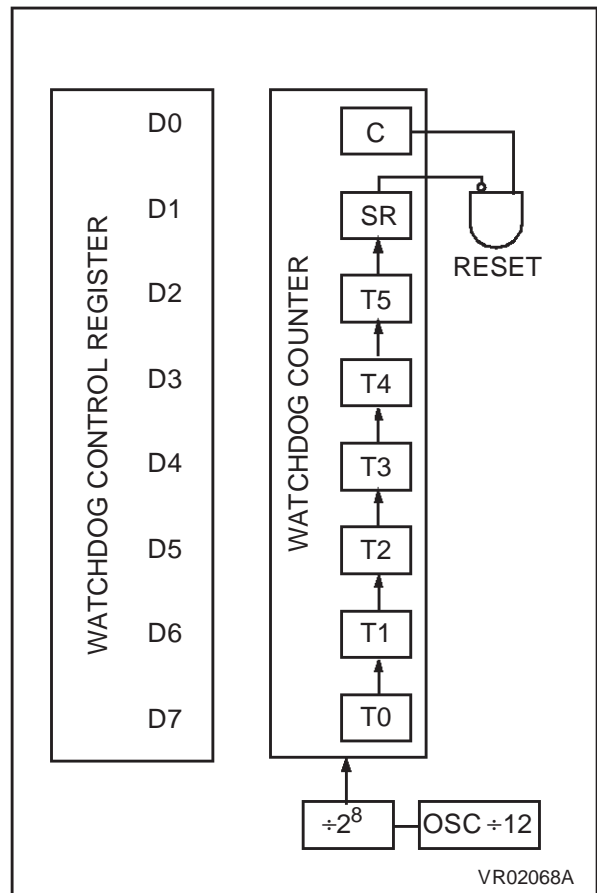 WATCHDOG CONTROL REGISTER
D0
D1
D2
D3
D4
D5
D6
D7
WATCHDOG COUNTER
C
SR
T5
T4
T3
T2
T1
T0
RESET
÷2⁸
OSC ÷12
VR02068A